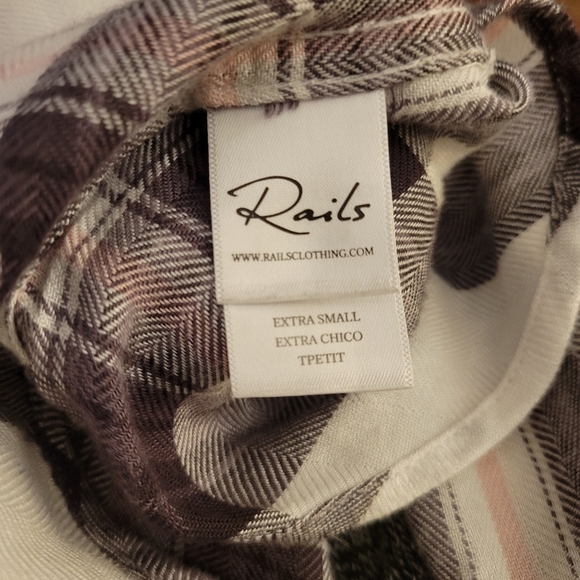 Rails
WWW.RAILSCLOTHING.COM
EXTRA SMALL
EXTRA CHICO
TPETIT